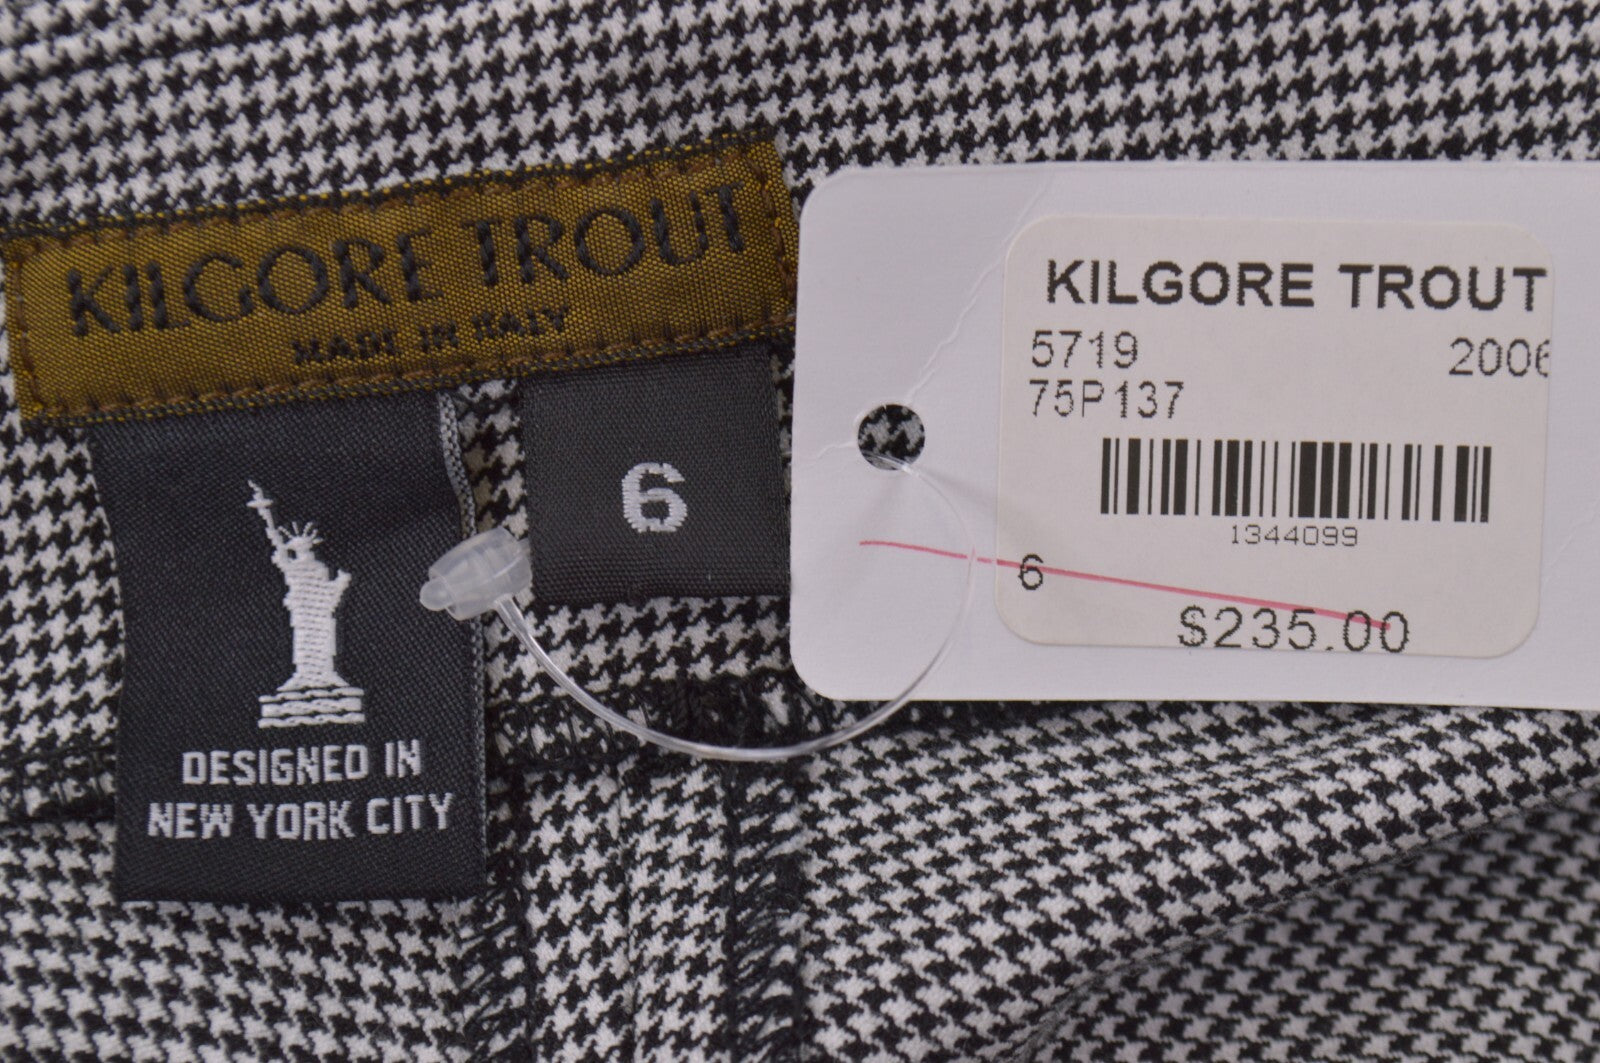 KILGORE TROUT
MADE IN ITALY
6
DESIGNED IN
NEW YORK CITY
KILGORE TROUT
5719 2006
75P137
1344099
6
$235.00